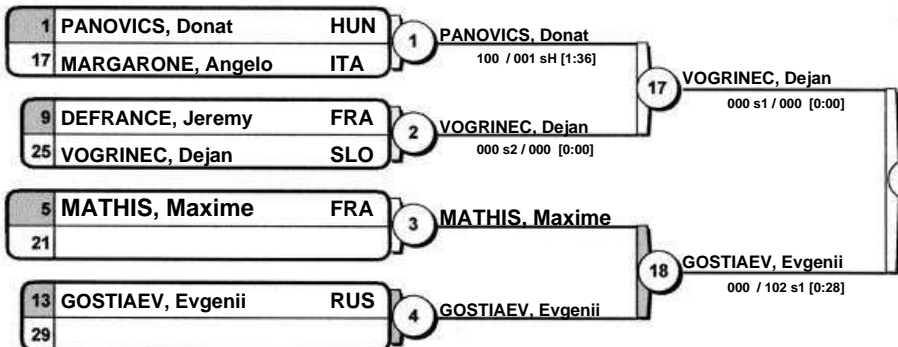 1 PANOVICS, Donat HUN
17 MARGARONE, Angelo ITA
1
PANOVICS, Donat
100 / 001 sH [1:36]
9 DEFRANCE, Jeremy FRA
25 VOGRINEC, Dejan SLO
2
VOGRINEC, Dejan
000 s2 / 000 [0:00]
17
VOGRINEC, Dejan
000 s1 / 000 [0:00]
5 MATHIS, Maxime FRA
21
3
MATHIS, Maxime
13 GOSTIAEV, Evgenii RUS
29
4
GOSTIAEV, Evgenii
18
GOSTIAEV, Evgenii
000 / 102 s1 [0:28]